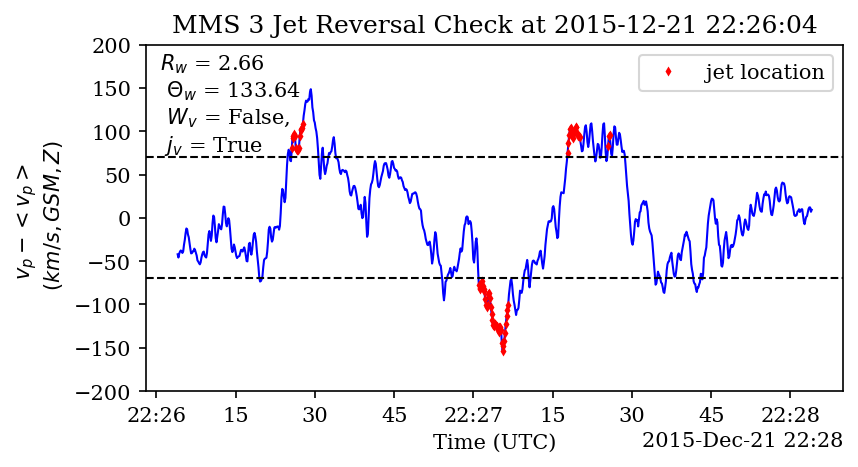 MMS 3 Jet Reversal Check at 2015-12-21 22:26:04
R_w = 2.66
Θ_w = 133.64
W_v = False,
j_v = True
jet location
200
150
100
50
0
−50
−100
−150
−200
v_p − < v_p >
(km/s, GSM, Z)
22:26 15 30 45 22:27 15 30 45 22:28
Time (UTC)
2015-Dec-21 22:28